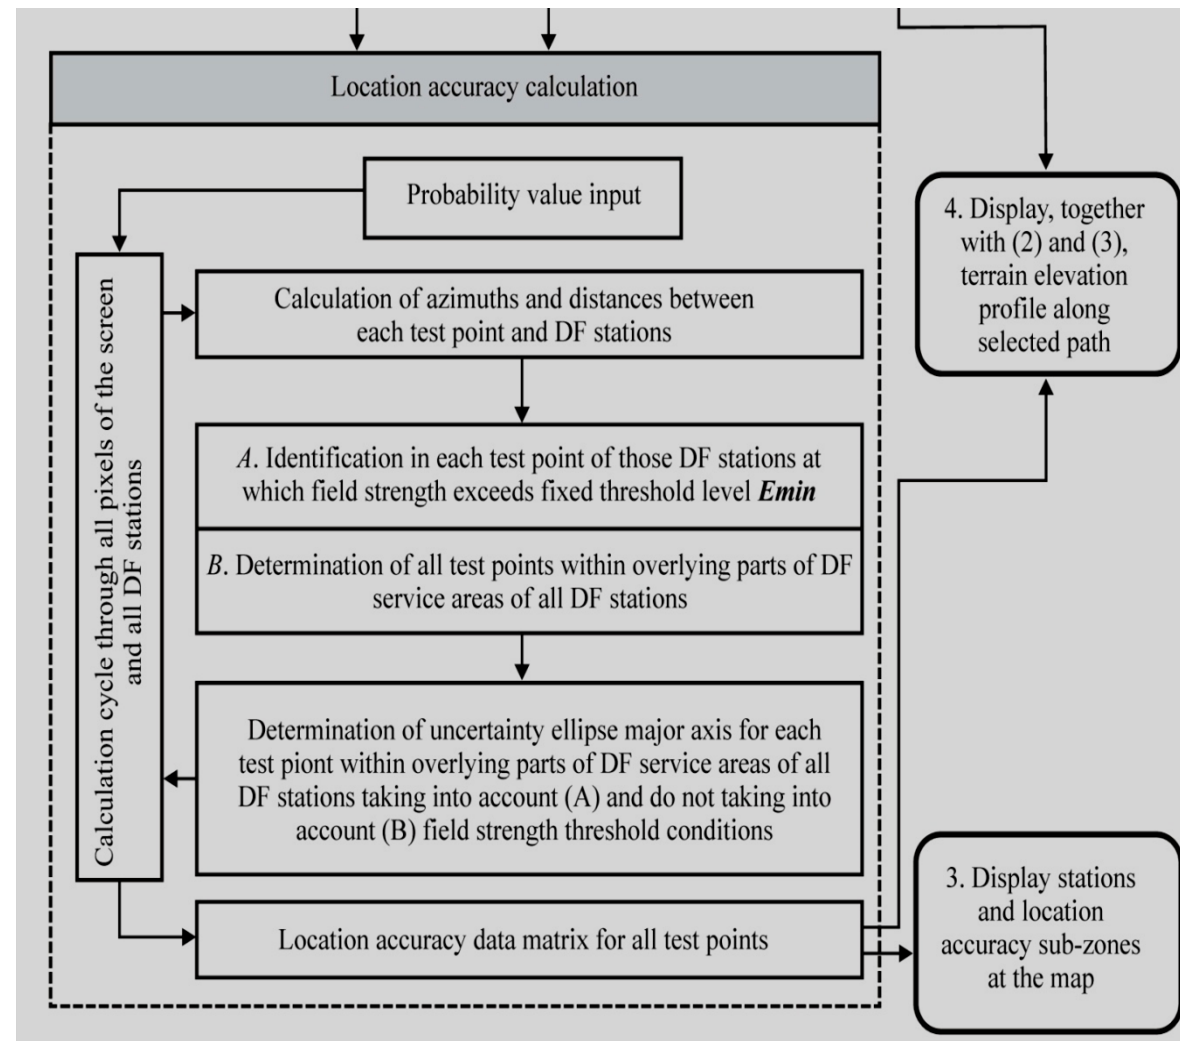 Location accuracy calculation
Probability value input
Calculation cycle through all pixels of the screen
and all DF stations
Calculation of azimuths and distances between
each test point and DF stations
A. Identification in each test point of those DF stations at
which field strength exceeds fixed threshold level Emin
B. Determination of all test points within overlying parts of DF
service areas of all DF stations
Determination of uncertainty ellipse major axis for each
test piont within overlying parts of DF service areas of all
DF stations taking into account (A) and do not taking into
account (B) field strength threshold conditions
Location accuracy data matrix for all test points
4. Display, together
with (2) and (3),
terrain elevation
profile along
selected path
3. Display stations
and location
accuracy sub-zones
at the map